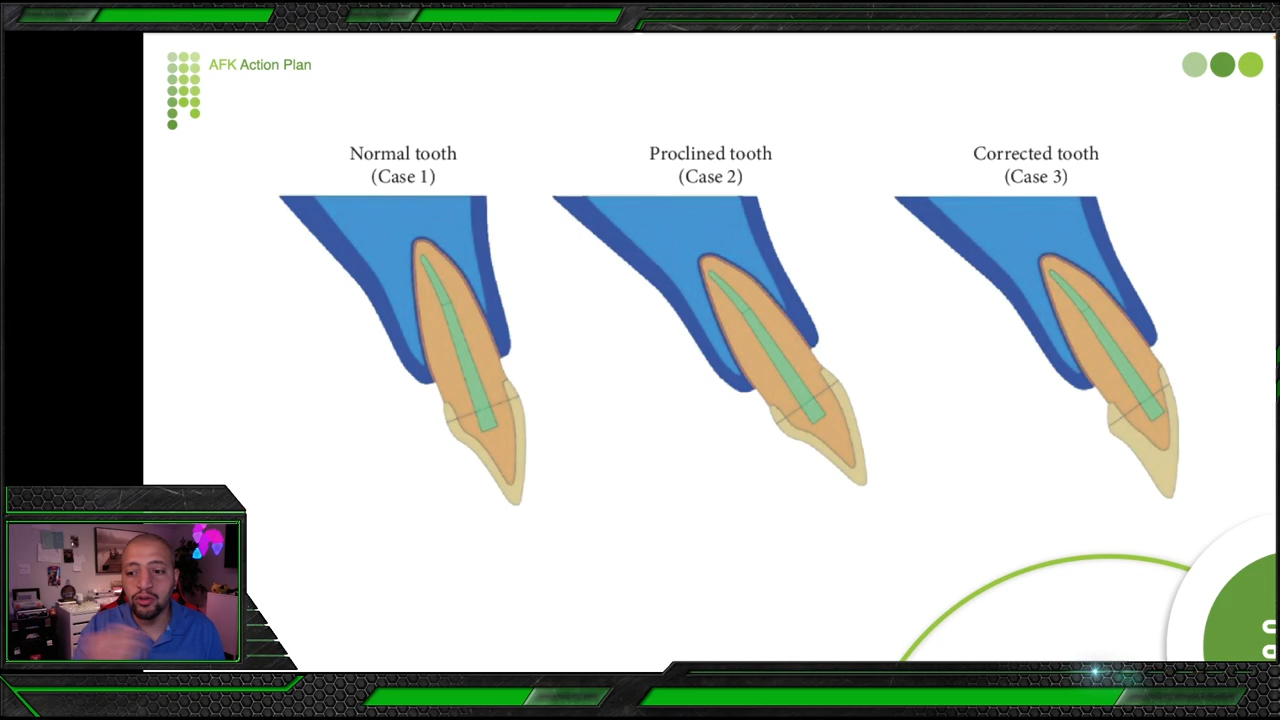 AFK Action Plan
Normal tooth
(Case 1)
Proclined tooth
(Case 2)
Corrected tooth
(Case 3)